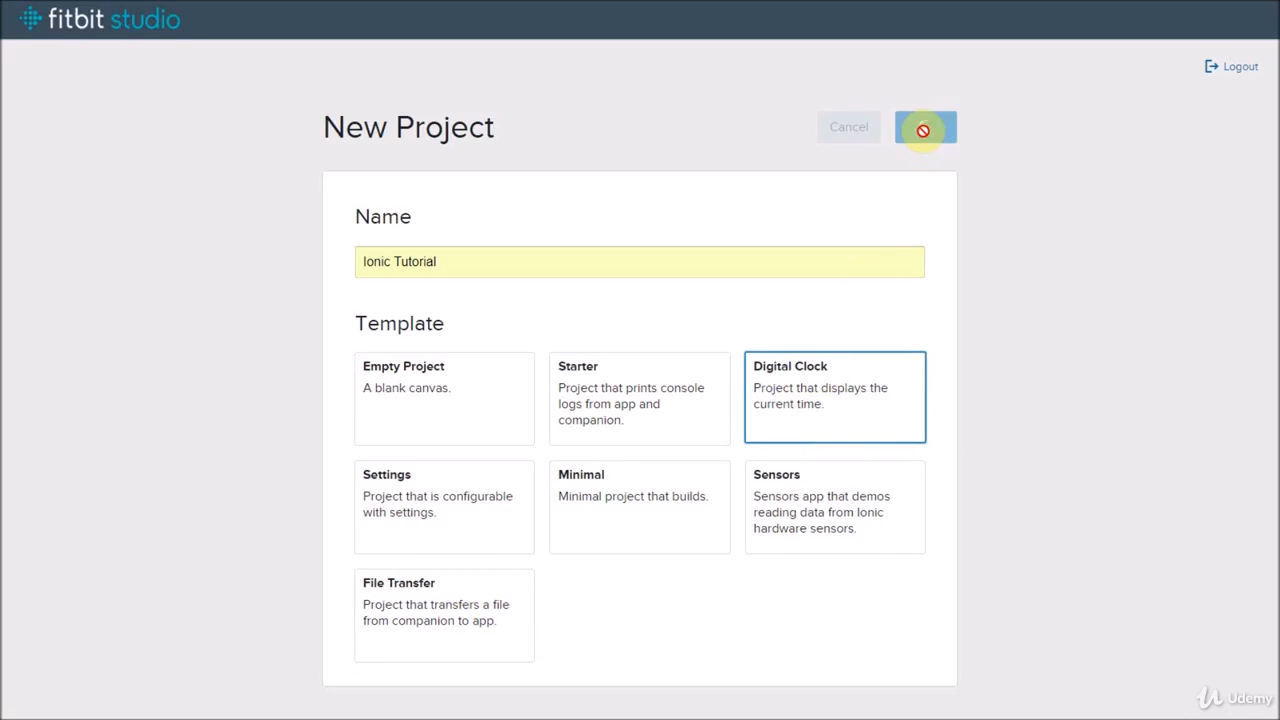 fitbit studio
Logout
New Project
Cancel
Name
Ionic Tutorial
Template
Empty Project
A blank canvas.
Starter
Project that prints console
logs from app and
companion.
Digital Clock
Project that displays the
current time.
Settings
Project that is configurable
with settings.
Minimal
Minimal project that builds.
Sensors
Sensors app that demos
reading data from Ionic
hardware sensors.
File Transfer
Project that transfers a file
from companion to app.
Udemy